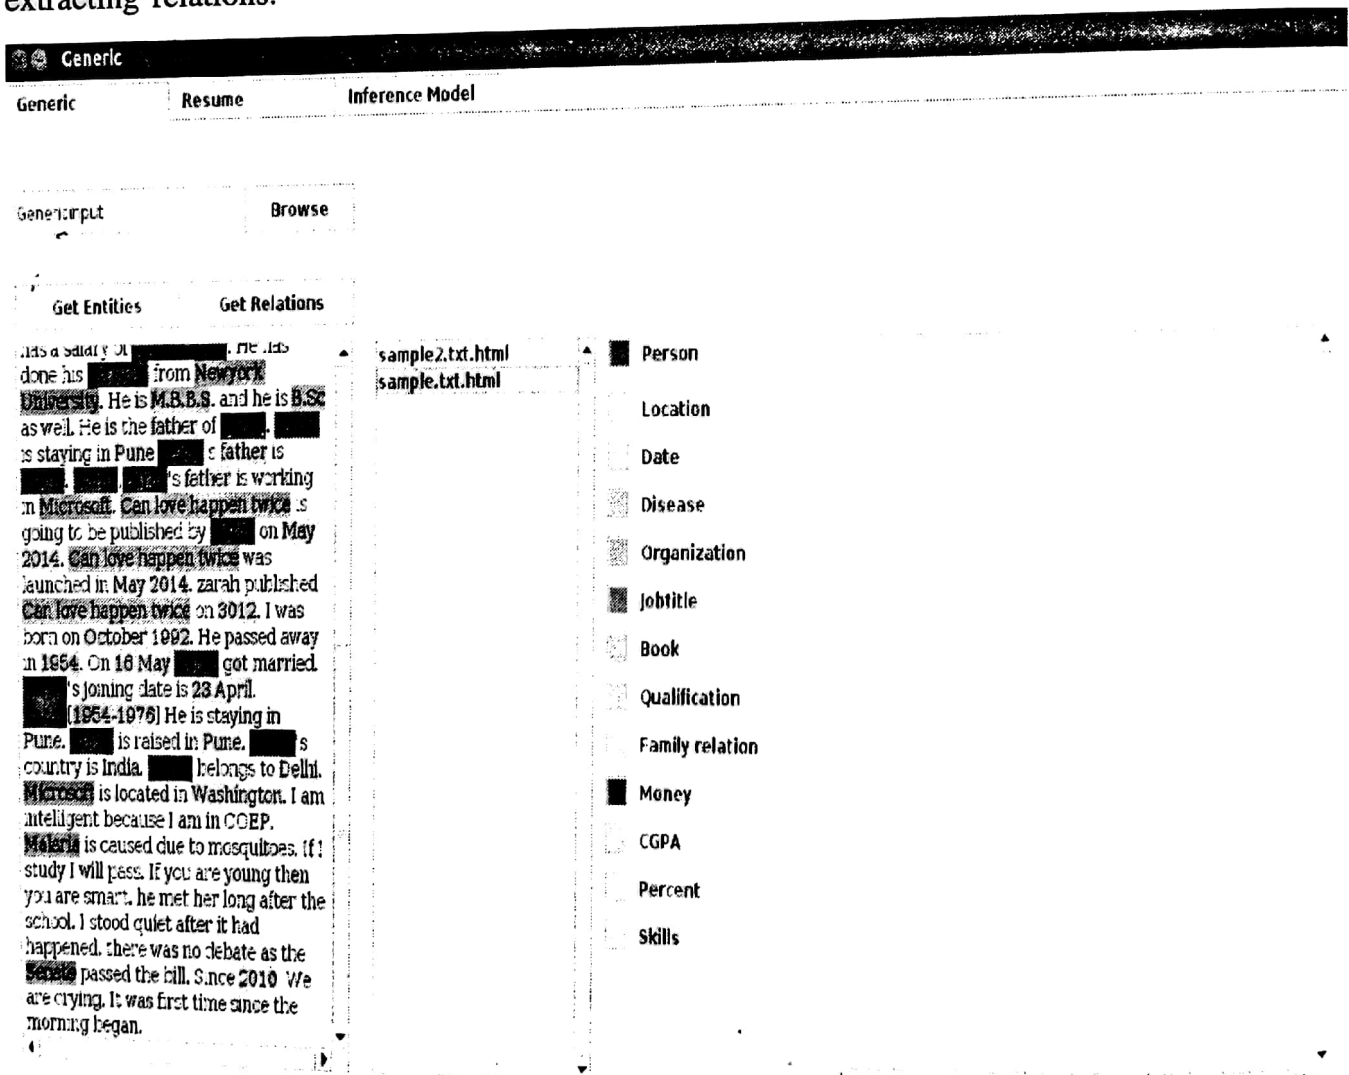 extracting relations.
Generic
Generic Resume Inference Model
Browse
Get Entities Get Relations
has a salary of . He has
done his from Newyork
University. He is M.B.B.S. and he is B.Sc
as well. He is the father of .
is staying in Pune s father is
. 's father is working
in Microsoft. Can love happen twice is
going to be published by on May
2014. Can love happen twice was
launched in May 2014. zarah published
Can love happen twice on 3012. I was
born on October 1992. He passed away
in 1954. On 16 May got married.
's joining date is 23 April.
[1954-1976] He is staying in
Pune. is raised in Pune. 's
country is India. belongs to Delhi.
Microsoft is located in Washington. I am
intelligent because I am in COEP.
Malaria is caused due to mosquitoes. If I
study I will pass. If you are young then
you are smart. he met her long after the
school. I stood quiet after it had
happened. there was no debate as the
Senate passed the bill. Since 2010 We
are crying. It was first time since the
morning began.
sample2.txt.html
sample.txt.html
Person
Location
Date
Disease
Organization
Jobtitle
Book
Qualification
Family relation
Money
CGPA
Percent
Skills